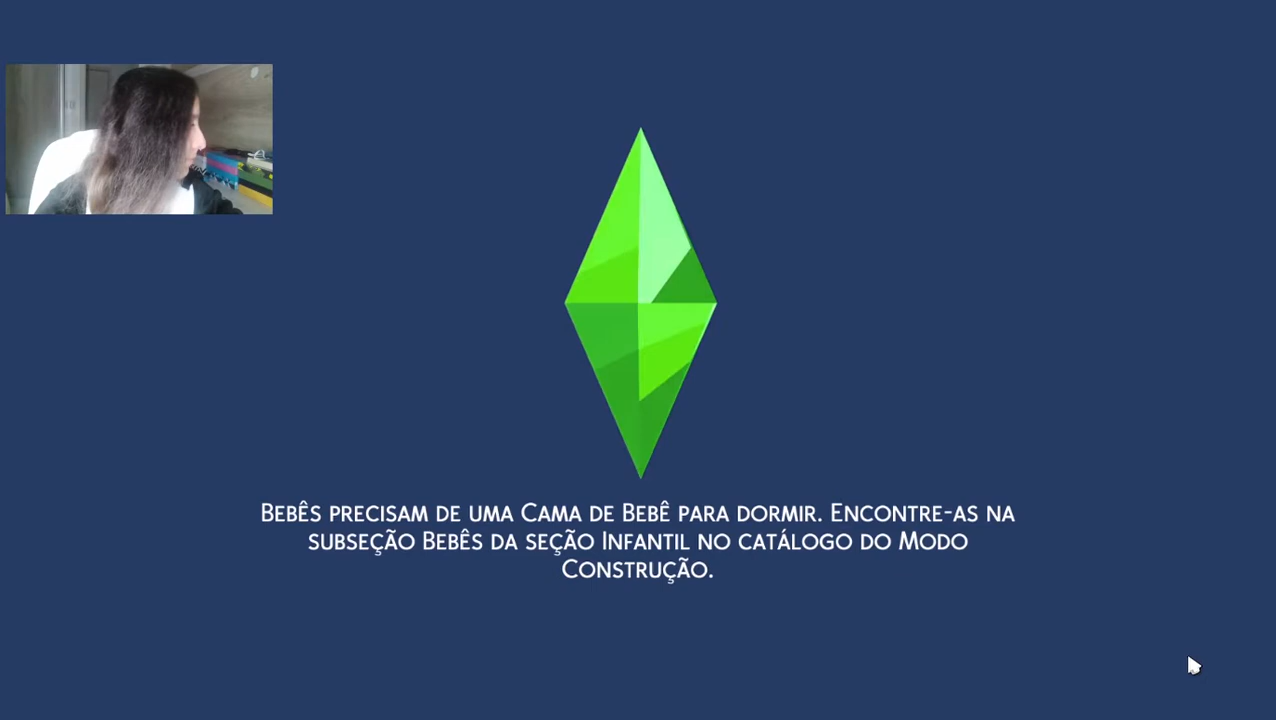 Bebês precisam de uma Cama de Bebê para dormir. Encontre-as na
subseção Bebês da seção Infantil no catálogo do Modo
Construção.